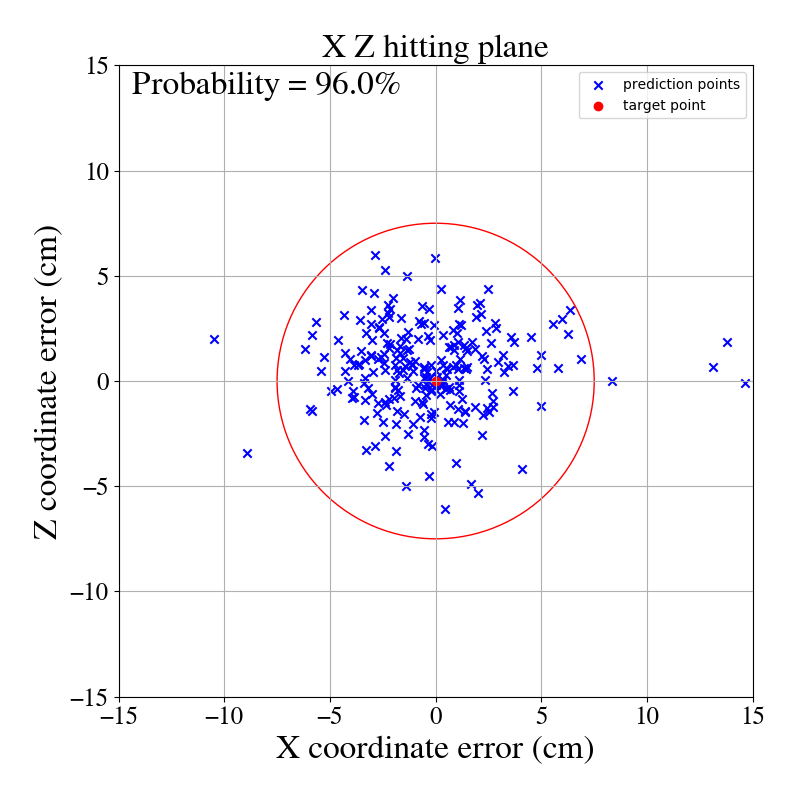 X Z hitting plane
Probability = 96.0%
prediction points
target point
15
10
5
0
−5
−10
−15
−15 −10 −5 0 5 10 15
Z coordinate error (cm)
X coordinate error (cm)